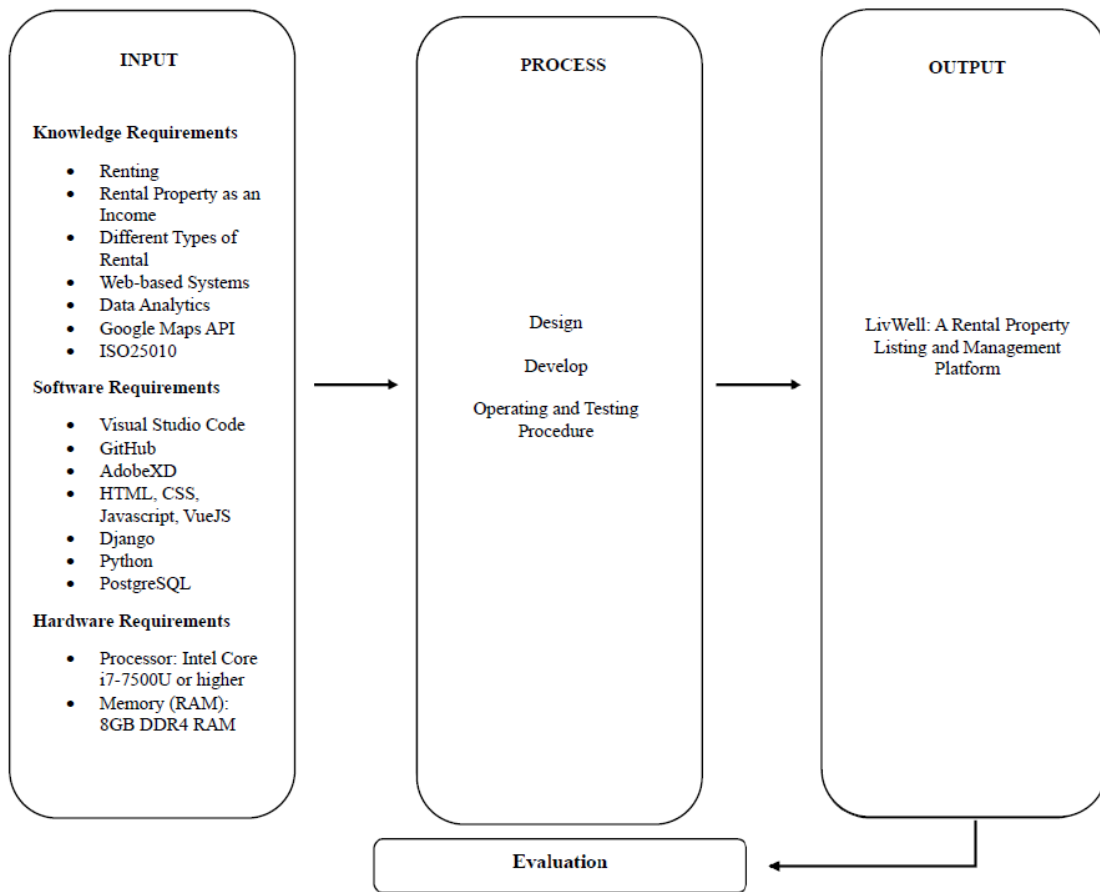 INPUT
Knowledge Requirements
• Renting
• Rental Property as an
Income
• Different Types of
Rental
• Web-based Systems
• Data Analytics
• Google Maps API
• ISO25010
Software Requirements
• Visual Studio Code
• GitHub
• AdobeXD
• HTML, CSS,
Javascript, VueJS
• Django
• Python
• PostgreSQL
Hardware Requirements
• Processor: Intel Core
i7-7500U or higher
• Memory (RAM):
8GB DDR4 RAM
PROCESS
Design
Develop
Operating and Testing
Procedure
OUTPUT
LivWell: A Rental Property
Listing and Management
Platform
Evaluation